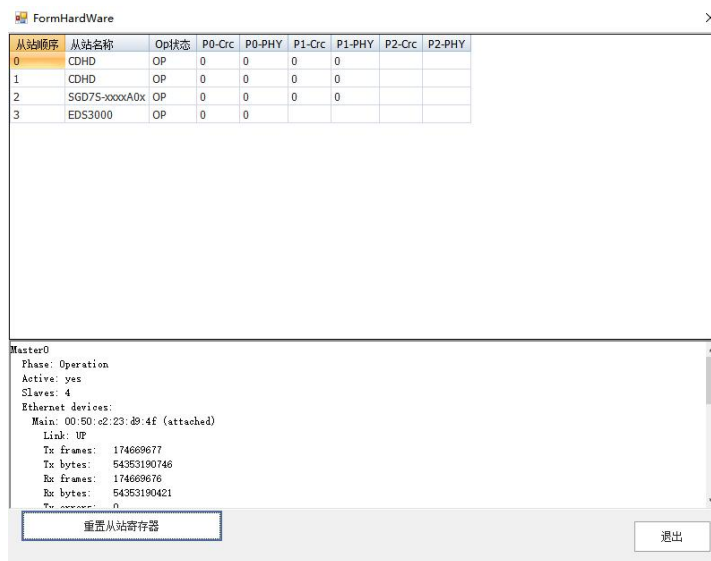 FormHardWare
从站顺序 从站名称 Op状态 P0-Crc P0-PHY P1-Crc P1-PHY P2-Crc P2-PHY
0 CDHD OP 0 0 0 0
1 CDHD OP 0 0 0 0
2 SGD7S-xxxxA0x OP 0 0 0 0
3 EDS3000 OP 0 0
Master0
Phase: Operation
Active: yes
Slaves: 4
Ethernet devices:
Main: 00:50:c2:23:d9:4f (attached)
Link: UP
Tx frames: 174669677
Tx bytes: 54353190746
Rx frames: 174669676
Rx bytes: 54353190421
Tx errors: 0
重置从站寄存器
退出